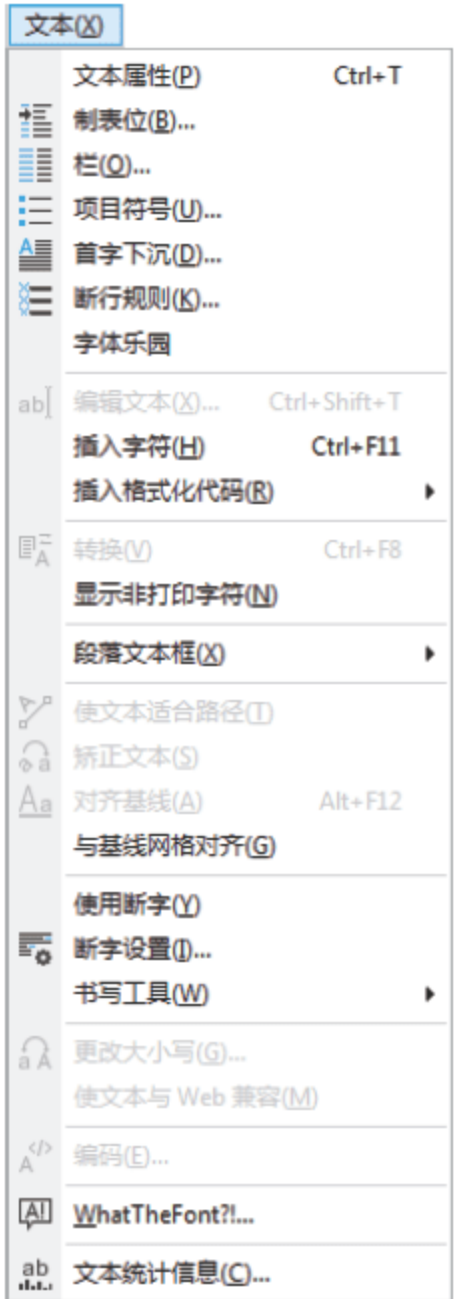 文本(X)
文本属性(P) Ctrl+T
制表位(B)...
栏(O)...
项目符号(U)...
首字下沉(D)...
断行规则(K)...
字体乐园
编辑文本(X)... Ctrl+Shift+T
插入字符(H) Ctrl+F11
插入格式化代码(R)
转换(V) Ctrl+F8
显示非打印字符(N)
段落文本框(X)
使文本适合路径(T)
矫正文本(S)
对齐基线(A) Alt+F12
与基线网格对齐(G)
使用断字(Y)
断字设置(I)...
书写工具(W)
更改大小写(G)...
使文本与 Web 兼容(M)
编码(E)...
WhatTheFont?!...
文本统计信息(C)...